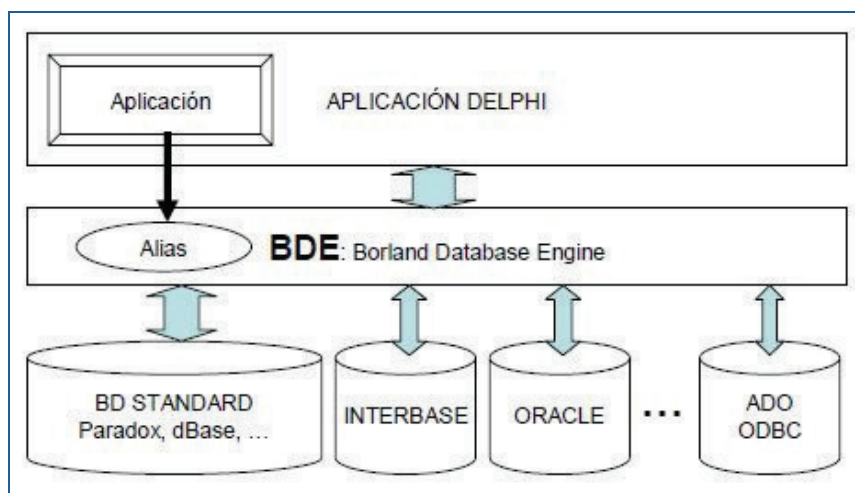 Aplicación
APLICACIÓN DELPHI
Alias
BDE: Borland Database Engine
BD STANDARD
Paradox, dBase, ...
INTERBASE
ORACLE
...
ADO
ODBC